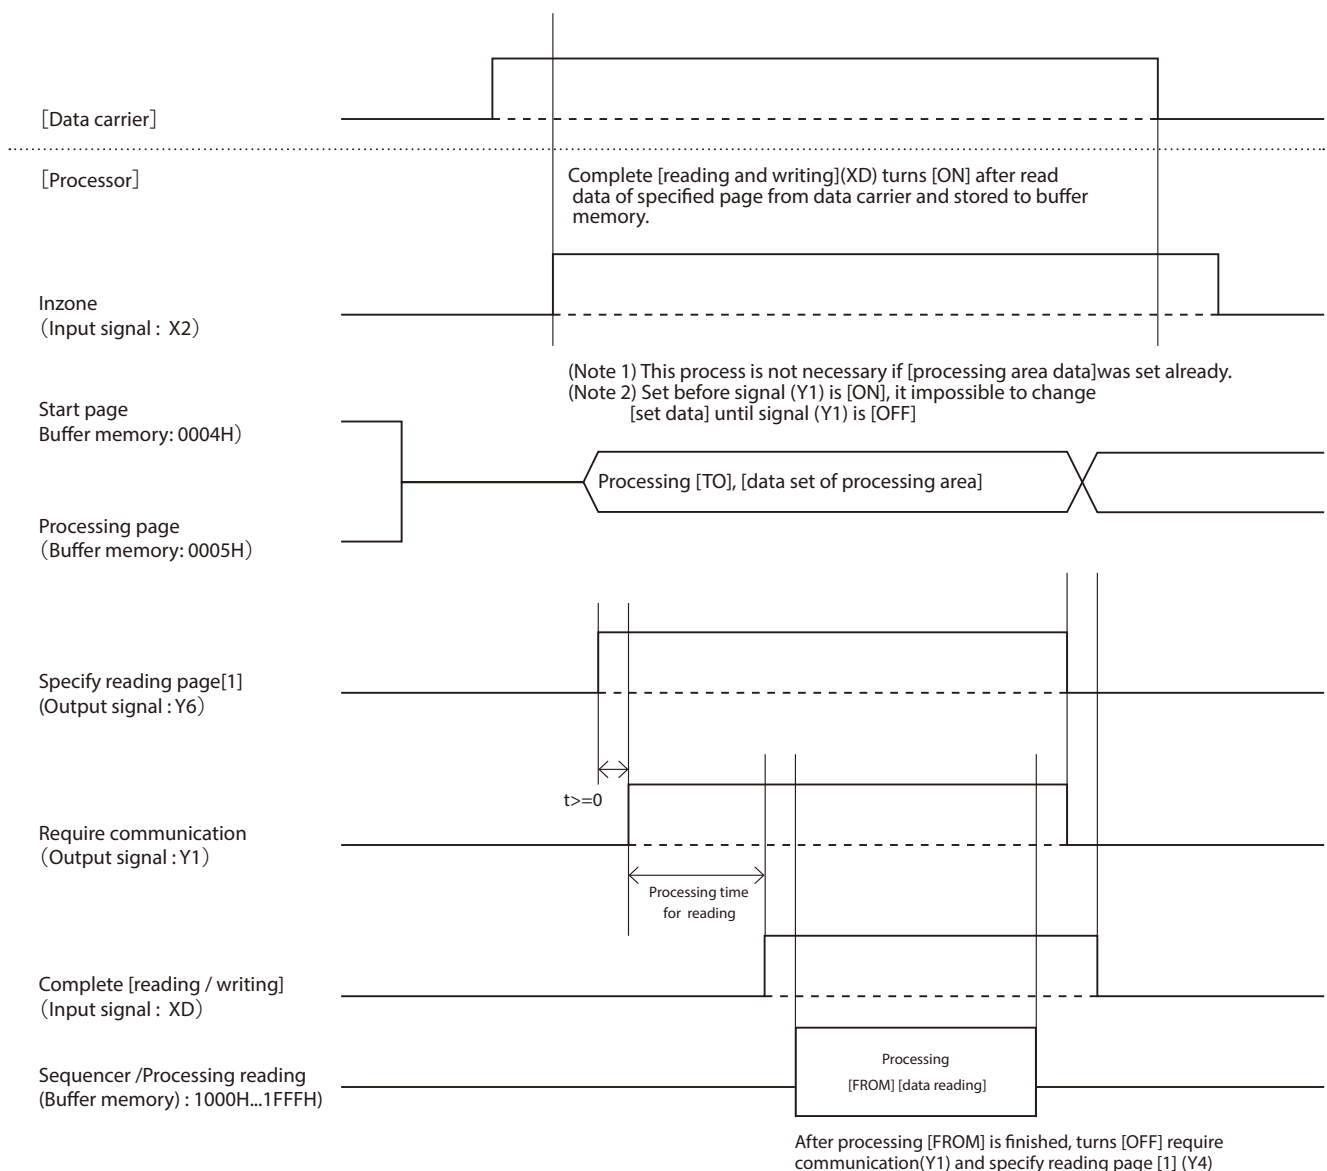 [Data carrier]
[Processor]
Complete [reading and writing](XD) turns [ON] after read
data of specified page from data carrier and stored to buffer
memory.
Inzone
(Input signal : X2)
(Note 1) This process is not necessary if [processing area data]was set already.
(Note 2) Set before signal (Y1) is [ON], it impossible to change
[set data] until signal (Y1) is [OFF]
Start page
Buffer memory: 0004H)
Processing [TO], [data set of processing area]
Processing page
(Buffer memory: 0005H)
Specify reading page[1]
(Output signal : Y6)
t>=0
Require communication
(Output signal : Y1)
Processing time
for reading
Complete [reading / writing]
(Input signal : XD)
Processing
[FROM] [data reading]
Sequencer /Processing reading
(Buffer memory) : 1000H...1FFFH)
After processing [FROM] is finished, turns [OFF] require
communication(Y1) and specify reading page [1] (Y4)